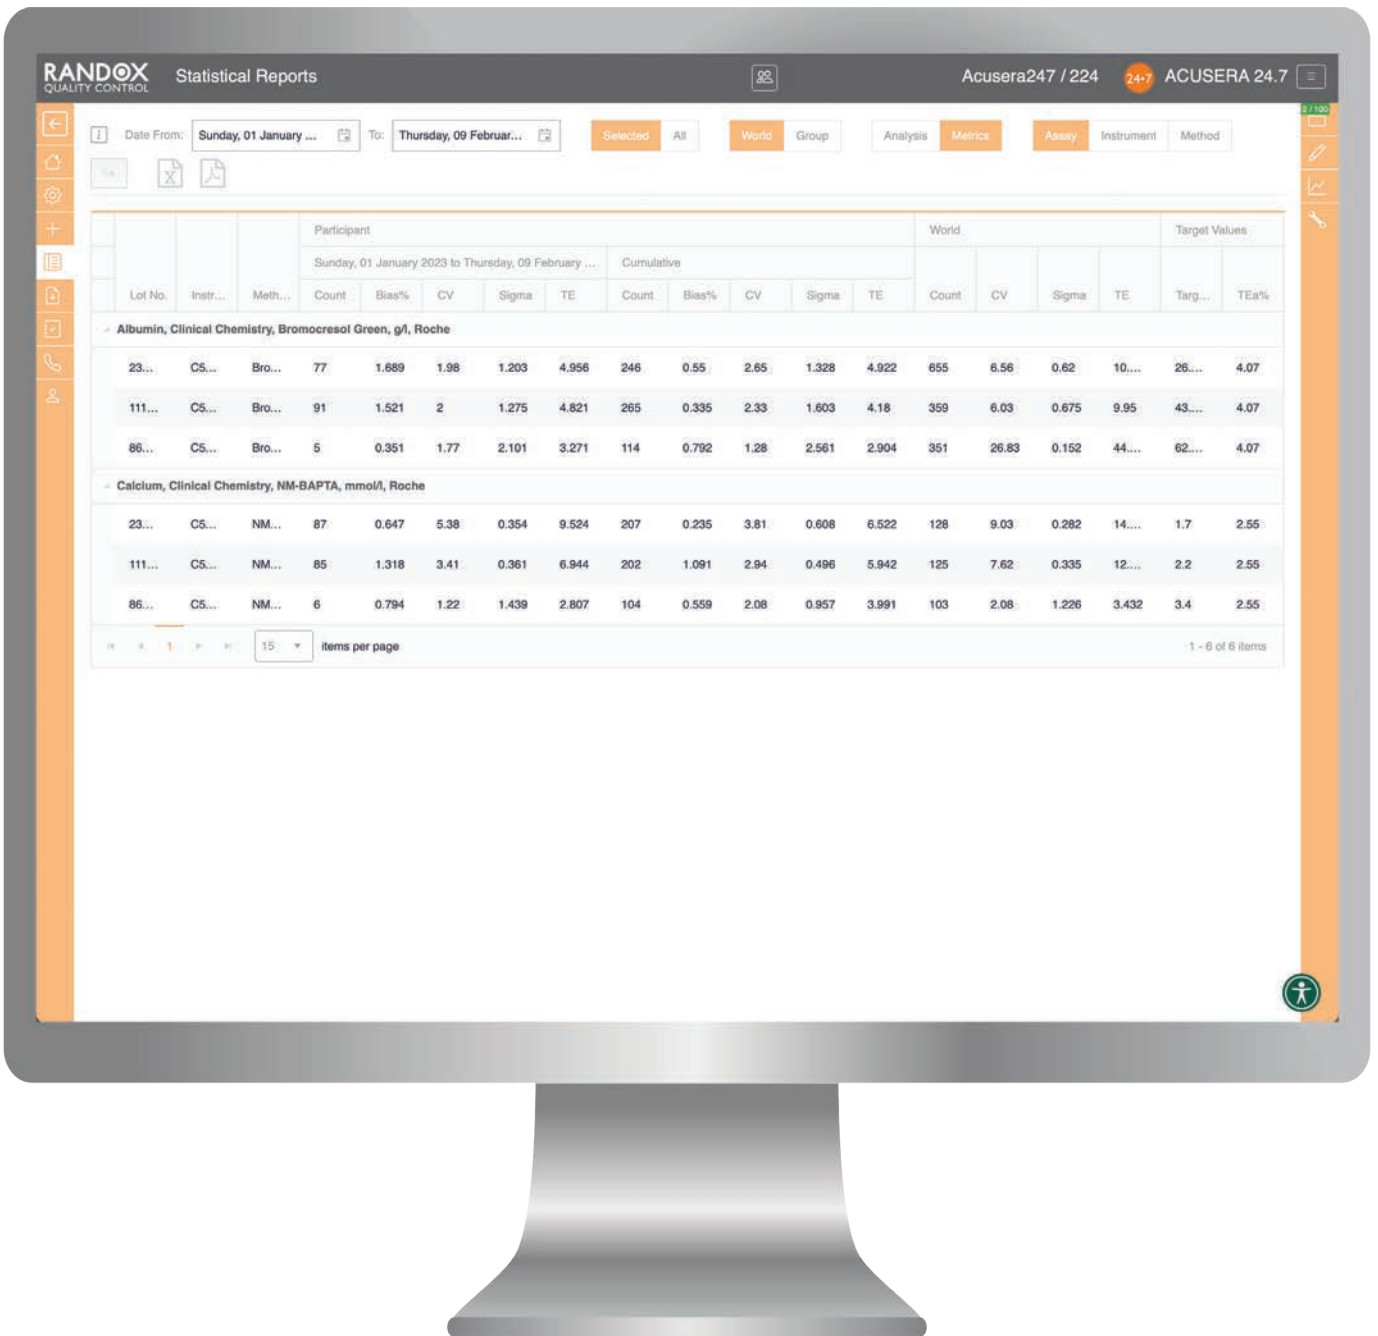 RANDOX
QUALITY CONTROL
Statistical Reports
Acusera247 / 224
24•7
ACUSERA 24.7
2 / 100
i Date From: Sunday, 01 January ... To: Thursday, 09 Februar... Selected All World Group Analysis Metrics Assay Instrument Method
Participant World Target Values
Sunday, 01 January 2023 to Thursday, 09 February ... Cumulative
Lot No. Instr... Meth... Count Bias% CV Sigma TE Count Bias% CV Sigma TE Count CV Sigma TE Targ... TEa%
Albumin, Clinical Chemistry, Bromocresol Green, g/l, Roche
23... C5... Bro... 77 1.689 1.98 1.203 4.956 246 0.55 2.65 1.328 4.922 655 6.56 0.62 10.... 26.... 4.07
111... C5... Bro... 91 1.521 2 1.275 4.821 265 0.335 2.33 1.603 4.18 359 6.03 0.675 9.95 43.... 4.07
86... C5... Bro... 5 0.351 1.77 2.101 3.271 114 0.792 1.28 2.561 2.904 351 26.83 0.152 44.... 62.... 4.07
Calcium, Clinical Chemistry, NM-BAPTA, mmol/l, Roche
23... C5... NM... 87 0.647 5.38 0.354 9.524 207 0.235 3.81 0.608 6.522 128 9.03 0.282 14.... 1.7 2.55
111... C5... NM... 85 1.318 3.41 0.361 6.944 202 1.091 2.94 0.496 5.942 125 7.62 0.335 12.... 2.2 2.55
86... C5... NM... 6 0.794 1.22 1.439 2.807 104 0.559 2.08 0.957 3.991 103 2.08 1.226 3.432 3.4 2.55
1 15 items per page 1 - 6 of 6 items